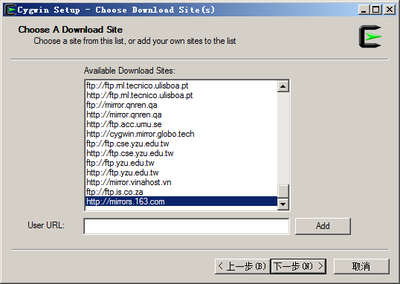 Cygwin Setup - Choose Download Site(s)
Choose A Download Site
Choose a site from this list, or add your own sites to the list
Available Download Sites:
ftp://ftp.ml.tecnico.ulisboa.pt
http://ftp.ml.tecnico.ulisboa.pt
ftp://mirror.qnren.qa
http://mirror.qnren.qa
ftp://ftp.acc.umu.se
http://cygwin.mirror.globo.tech
ftp://ftp.cse.yzu.edu.tw
http://ftp.cse.yzu.edu.tw
ftp://ftp.yzu.edu.tw
http://ftp.yzu.edu.tw
http://mirror.vinahost.vn
ftp://ftp.is.co.za
http://mirrors.163.com
User URL:
Add
< 上一步(B)
下一步(N) >
取消